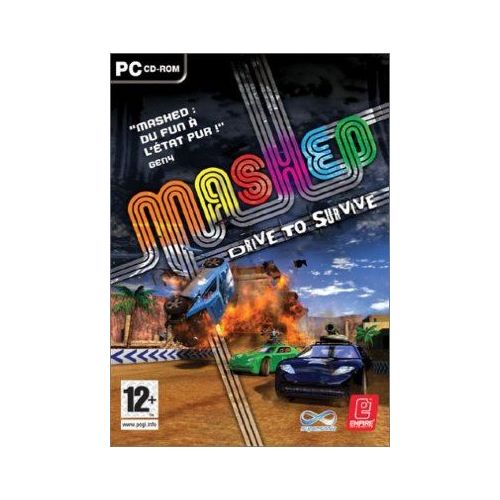 PC CD-ROM
"MASHED :
DU FUN À
L'ÉTAT PUR !"
GEN4
MASHED
DRIVE TO SURVIVE
12+
www.pegi.info
EMPIRE